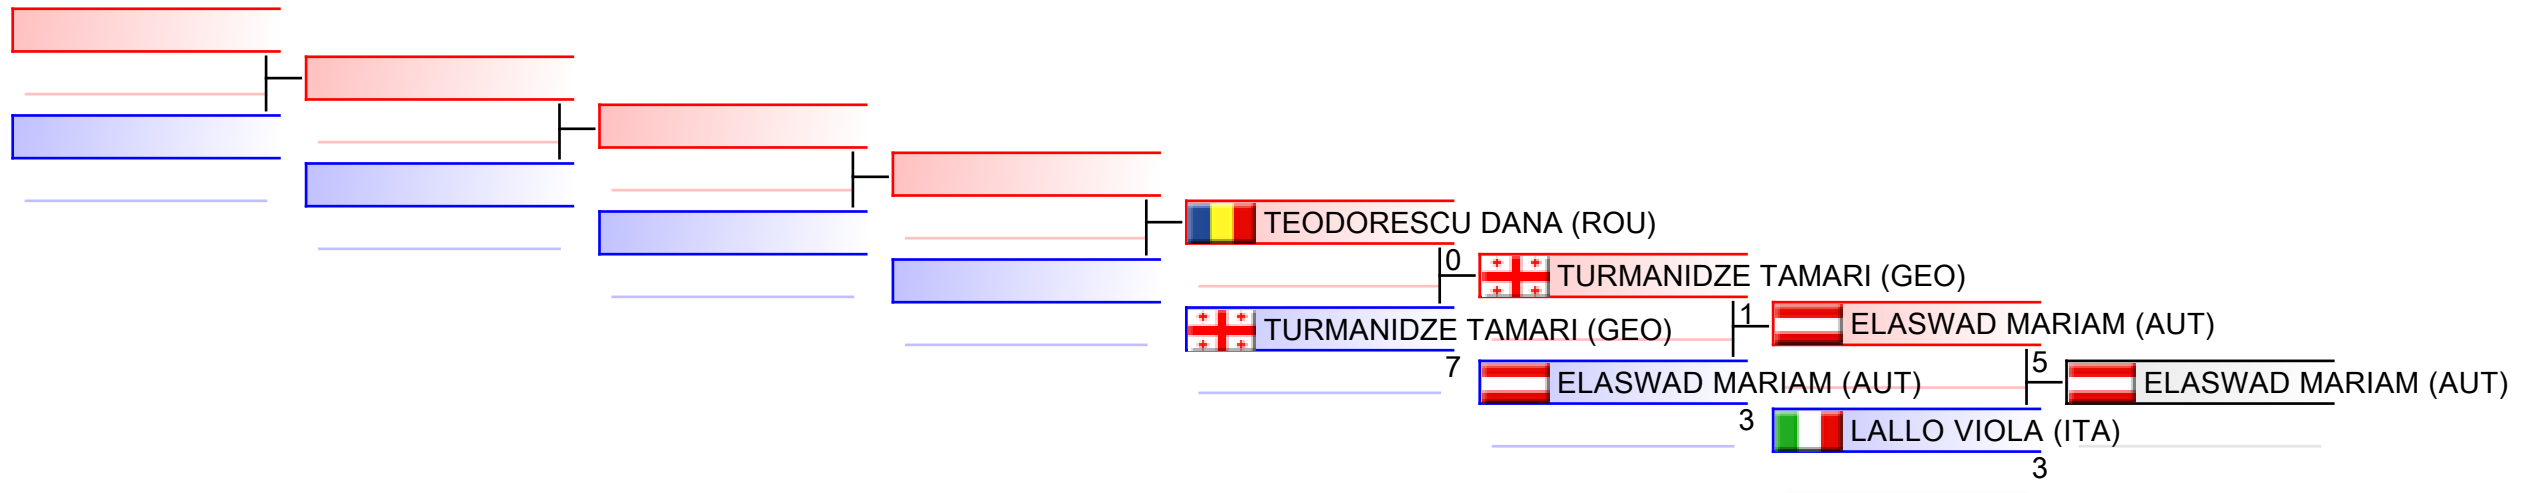 TEODORESCU DANA (ROU)
0
TURMANIDZE TAMARI (GEO)
7
TURMANIDZE TAMARI (GEO)
1
ELASWAD MARIAM (AUT)
3
ELASWAD MARIAM (AUT)
5
LALLO VIOLA (ITA)
3
ELASWAD MARIAM (AUT)